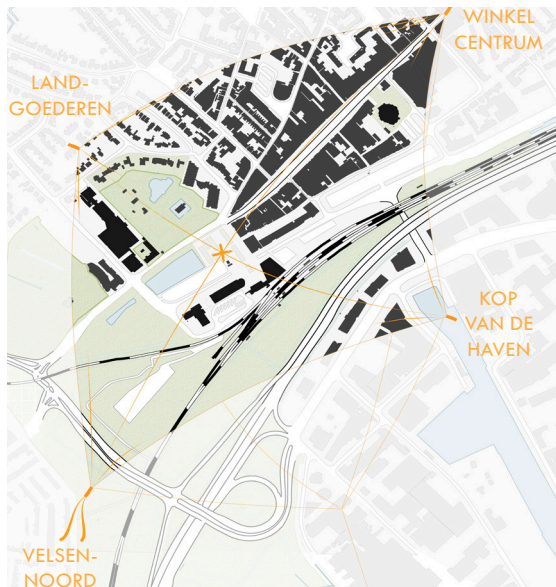 WINKEL
CENTRUM
LAND-
GOEDEREN
KOP
VAN DE
HAVEN
VELSEN-
NOORD